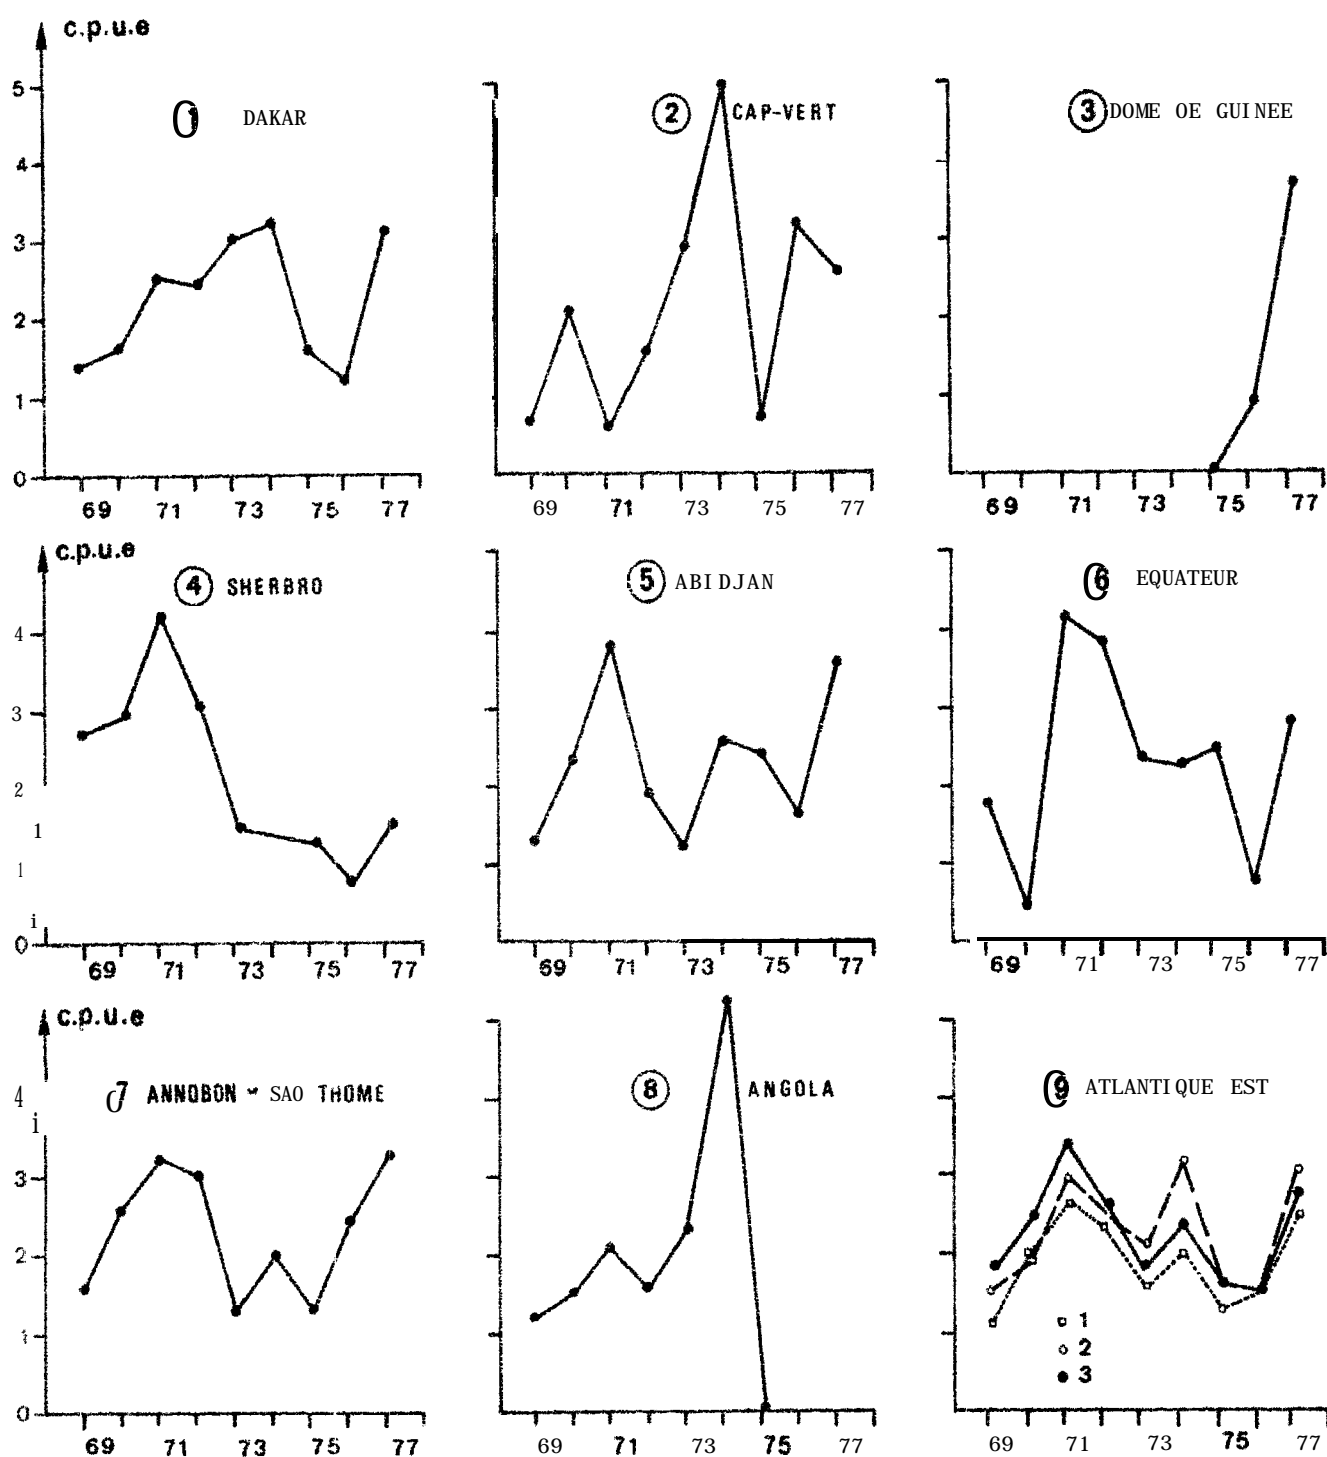 c.p.u.e
5
4
3
2
1
0
1 DAKAR
69 71 73 75 77
2 CAP-VERT
69 71 73 75 77
3 DOME OE GUINEE
69 71 73 75 77
c.p.u.e
4
3
2
1
1
i
0
4 SHERBRO
69 71 73 75 77
5 ABIDJAN
69 71 73 75 77
6 EQUATEUR
69 71 73 75 77
c.p.u.e
4
i
3
2
1
0
7 ANNOBON - SAO THOME
69 71 73 75 77
8 ANGOLA
69 71 73 75 77
9 ATLANTIQUE EST
1
2
3
69 71 73 75 77